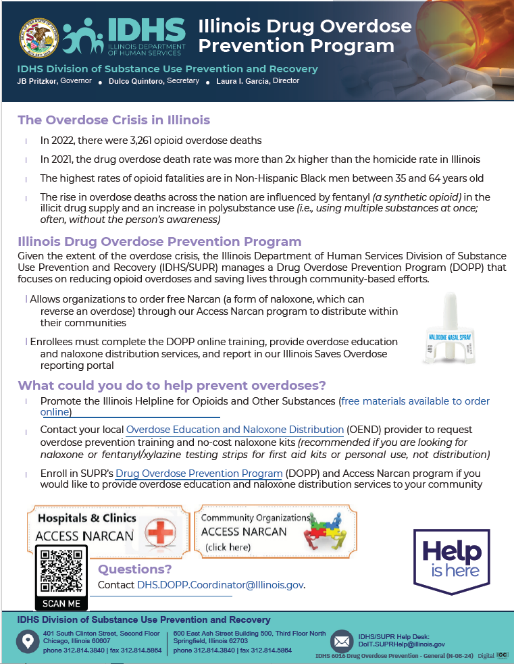 IDHS
ILLINOIS DEPARTMENT
OF HUMAN SERVICES
Illinois Drug Overdose
Prevention Program
IDHS Division of Substance Use Prevention and Recovery
JB Pritzker, Governor • Dulce Quintero, Secretary • Laura I. Garcia, Director
The Overdose Crisis in Illinois
In 2022, there were 3,261 opioid overdose deaths
In 2021, the drug overdose death rate was more than 2x higher than the homicide rate in Illinois
The highest rates of opioid fatalities are in Non-Hispanic Black men between 35 and 64 years old
The rise in overdose deaths across the nation are influenced by fentanyl (a synthetic opioid) in the
illicit drug supply and an increase in polysubstance use (i.e., using multiple substances at once;
often, without the person's awareness)
Illinois Drug Overdose Prevention Program
Given the extent of the overdose crisis, the Illinois Department of Human Services Division of Substance
Use Prevention and Recovery (IDHS/SUPR) manages a Drug Overdose Prevention Program (DOPP) that
focuses on reducing opioid overdoses and saving lives through community-based efforts.
Allows organizations to order free Narcan (a form of naloxone, which can
reverse an overdose) through our Access Narcan program to distribute within
their communities
Enrollees must complete the DOPP online training, provide overdose education
and naloxone distribution services, and report in our Illinois Saves Overdose
reporting portal
NALOXONE NASAL SPRAY
What could you do to help prevent overdoses?
Promote the Illinois Helpline for Opioids and Other Substances (free materials available to order
online)
Contact your local Overdose Education and Naloxone Distribution (OEND) provider to request
overdose prevention training and no-cost naloxone kits (recommended if you are looking for
naloxone or fentanyl/xylazine testing strips for first aid kits or personal use, not distribution)
Enroll in SUPR's Drug Overdose Prevention Program (DOPP) and Access Narcan program if you
would like to provide overdose education and naloxone distribution services to your community
Hospitals & Clinics
ACCESS NARCAN
SCAN ME
Commmunity Organizations
ACCESS NARCAN
(click here)
Questions?
Contact DHS.DOPP.Coordinator@Illinois.gov.
Help
is here
IDHS Division of Substance Use Prevention and Recovery
401 South Clinton Street, Second Floor
Chicago, Illinois 60607
phone 312.814.3840 | fax 312.814.5864
600 East Ash Street Building 500, Third Floor North
Springfield, Illinois 62703
phone 312.814.3840 | fax 312.814.5864
IDHS/SUPR Help Desk:
DoIT.SUPRHelp@illinois.gov
IDHS 6016 Drug Overdose Prevention - General (N-06-24) Digital IOCI